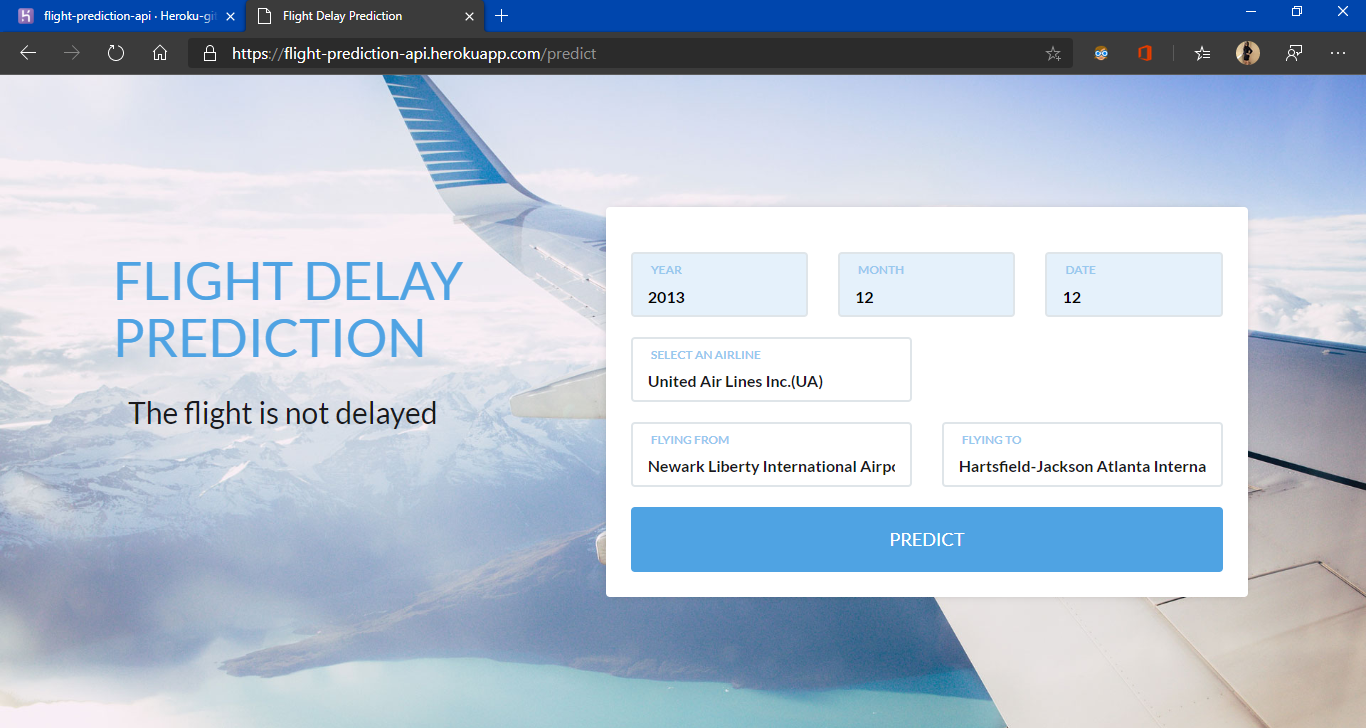 flight-prediction-api · Heroku-git
Flight Delay Prediction
https://flight-prediction-api.herokuapp.com/predict
FLIGHT DELAY
PREDICTION
The flight is not delayed
YEAR
2013
MONTH
12
DATE
12
SELECT AN AIRLINE
United Air Lines Inc.(UA)
FLYING FROM
Newark Liberty International Airpo
FLYING TO
Hartsfield-Jackson Atlanta Interna
PREDICT